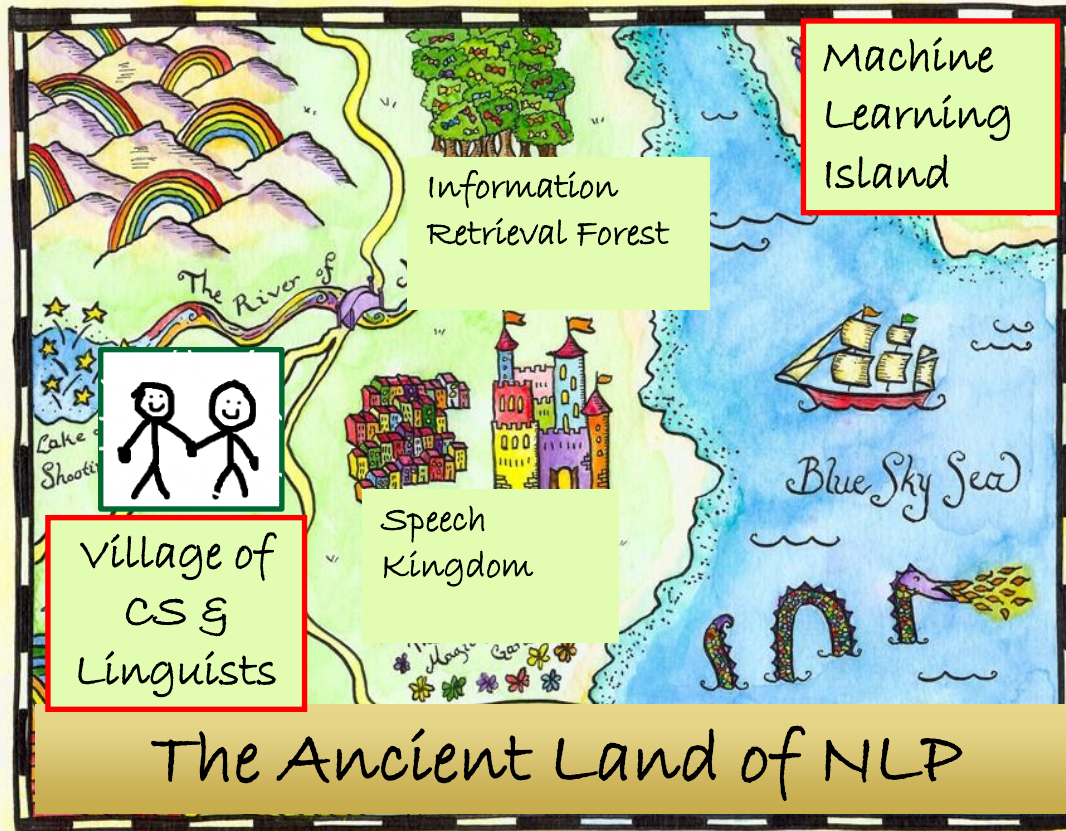 Machine
Learning
Island
Information
Retrieval Forest
The River of
Lake
Blue Sky Sea
Speech
Kingdom
Village of
CS &
Linguists
The Ancient Land of NLP